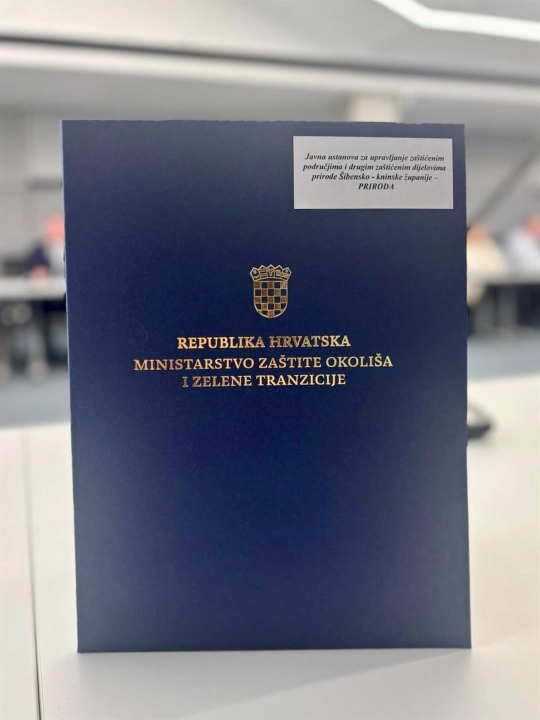 Javna ustanova za upravljanje zaštićenim
područjima i drugim zaštićenim dijelovima
prirode Šibensko - kninske županije –
PRIRODA
REPUBLIKA HRVATSKA
MINISTARSTVO ZAŠTITE OKOLIŠA
I ZELENE TRANZICIJE